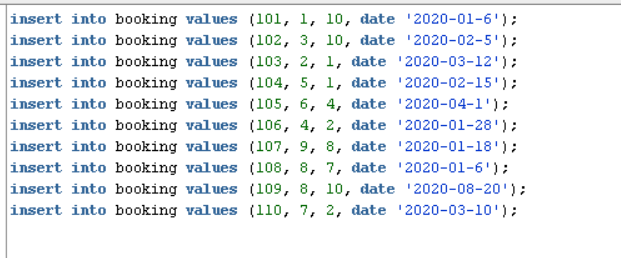 insert into booking values (101, 1, 10, date '2020-01-6');
insert into booking values (102, 3, 10, date '2020-02-5');
insert into booking values (103, 2, 1, date '2020-03-12');
insert into booking values (104, 5, 1, date '2020-02-15');
insert into booking values (105, 6, 4, date '2020-04-1');
insert into booking values (106, 4, 2, date '2020-01-28');
insert into booking values (107, 9, 8, date '2020-01-18');
insert into booking values (108, 8, 7, date '2020-01-6');
insert into booking values (109, 8, 10, date '2020-08-20');
insert into booking values (110, 7, 2, date '2020-03-10');